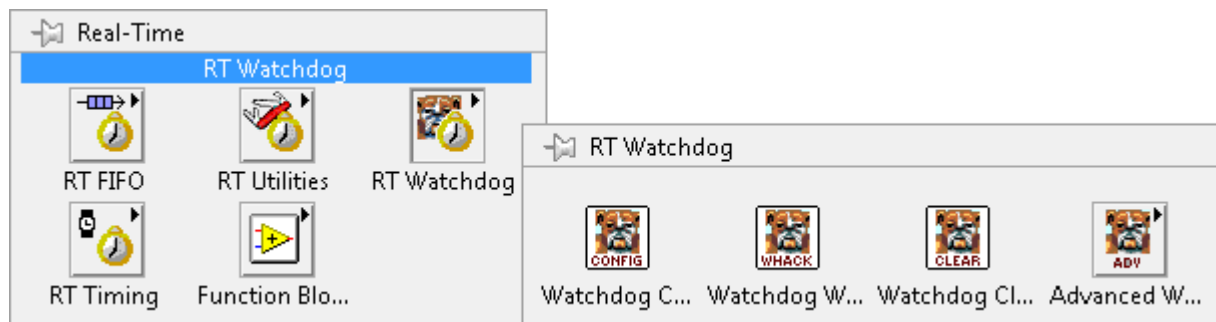 Real-Time
RT Watchdog
RT FIFO
RT Utilities
RT Watchdog
RT Timing
Function Blo...
RT Watchdog
CONFIG
WHACK
CLEAR
ADV
Watchdog C...
Watchdog W...
Watchdog Cl...
Advanced W...